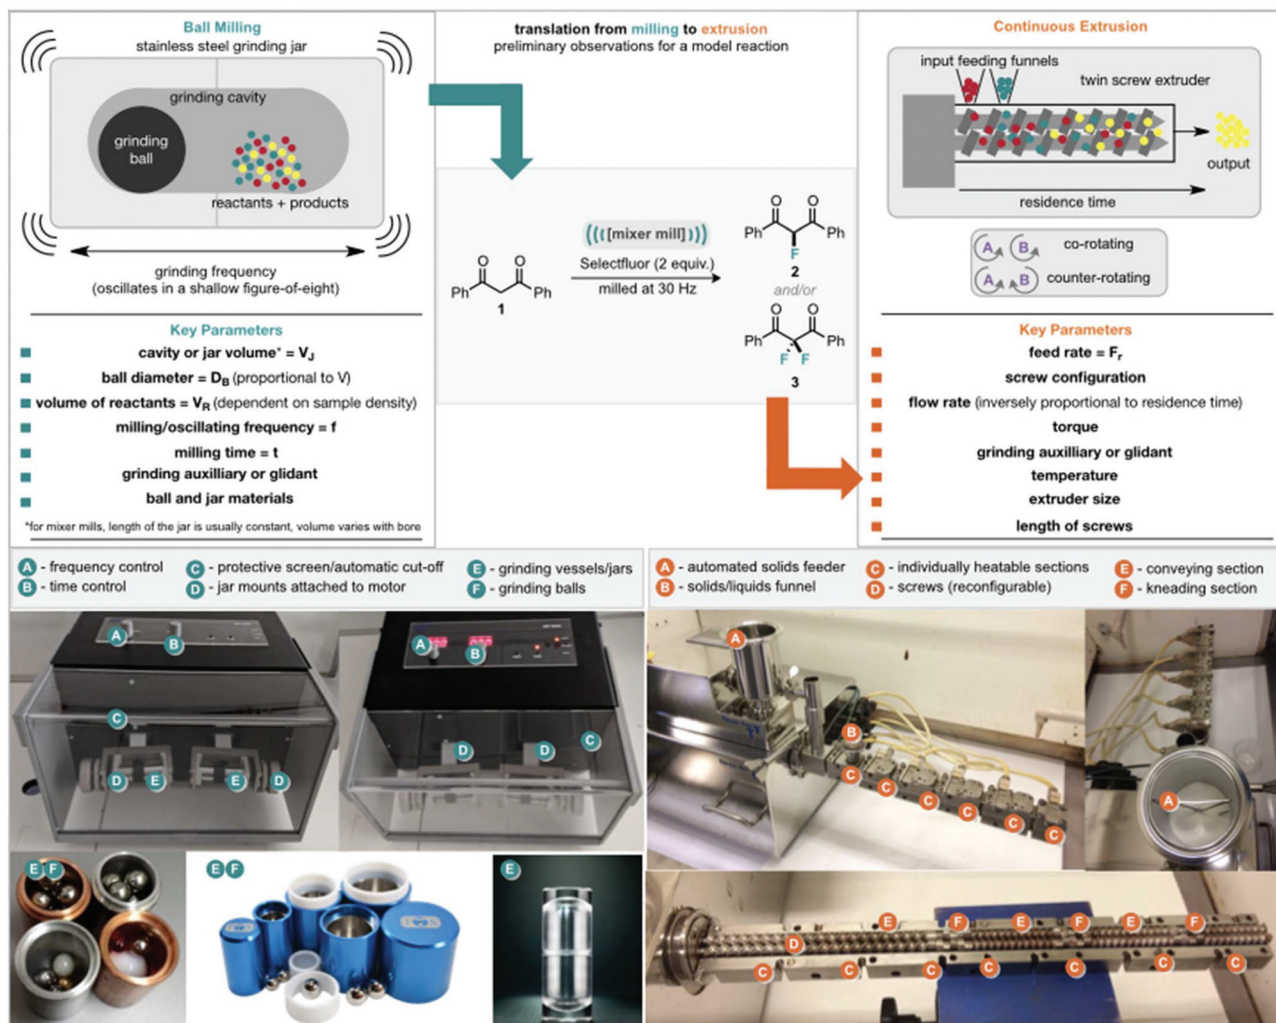 Ball Milling
stainless steel grinding jar
grinding cavity
grinding
ball
reactants + products
grinding frequency
(oscillates in a shallow figure-of-eight)
Key Parameters
cavity or jar volume* = VJ
ball diameter = DB (proportional to V)
volume of reactants = VR (dependent on sample density)
milling/oscillating frequency = f
milling time = t
grinding auxilliary or glidant
ball and jar materials
*for mixer mills, length of the jar is usually constant, volume varies with bore
translation from milling to extrusion
preliminary observations for a model reaction
O O
Ph Ph
1
((([mixer mill])))
Selectfluor (2 equiv.)
milled at 30 Hz
O O
Ph Ph
F
2
and/or
O O
Ph Ph
F F
3
Continuous Extrusion
input feeding funnels
twin screw extruder
output
residence time
A B co-rotating
A B counter-rotating
Key Parameters
feed rate = Fr
screw configuration
flow rate (inversely proportional to residence time)
torque
grinding auxilliary or glidant
temperature
extruder size
length of screws
A - frequency control
B - time control
C - protective screen/automatic cut-off
D - jar mounts attached to motor
E - grinding vessels/jars
F - grinding balls
A - automated solids feeder
B - solids/liquids funnel
C - individually heatable sections
D - screws (reconfigurable)
E - conveying section
F - kneading section
A B
C
D E E D
A B
C
D D
E F
E F
E
A
B
C C C C C C
A
E F E F E F
D
C C C C C C C